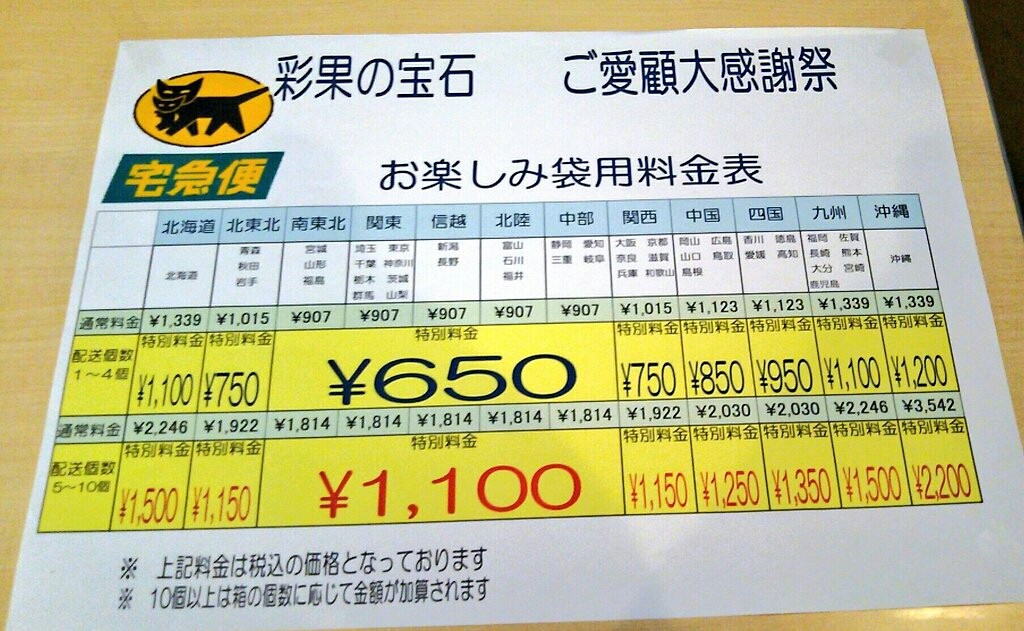 彩果の宝石 ご愛顧大感謝祭
宅急便
お楽しみ袋用料金表
北海道 北東北 南東北 関東 信越 北陸 中部 関西 中国 四国 九州 沖縄
北海道
青森
秋田
岩手
宮城
山形
福島
埼玉 東京
千葉 神奈川
栃木 茨城
群馬 山梨
新潟
長野
富山
石川
福井
静岡 愛知
三重 岐阜
大阪 京都
奈良 滋賀
兵庫 和歌山
岡山 広島
山口 鳥取
島根
香川 徳島
愛媛 高知
福岡 佐賀
長崎 熊本
大分 宮崎
鹿児島
沖縄
通常料金 ¥1,339 ¥1,015 ¥907 ¥907 ¥907 ¥907 ¥907 ¥1,015 ¥1,123 ¥1,123 ¥1,339 ¥1,339
配送個数
1～4個
特別料金 特別料金 特別料金 特別料金 特別料金 特別料金 特別料金 特別料金
¥1,100 ¥750 ¥650 ¥750 ¥850 ¥950 ¥1,100 ¥1,200
通常料金 ¥2,246 ¥1,922 ¥1,814 ¥1,814 ¥1,814 ¥1,814 ¥1,814 ¥1,922 ¥2,030 ¥2,030 ¥2,246 ¥3,542
配送個数
5～10個
特別料金 特別料金 特別料金 特別料金 特別料金 特別料金 特別料金 特別料金
¥1,500 ¥1,150 ¥1,100 ¥1,150 ¥1,250 ¥1,350 ¥1,500 ¥2,200
※ 上記料金は税込の価格となっております
※ 10個以上は箱の個数に応じて金額が加算されます